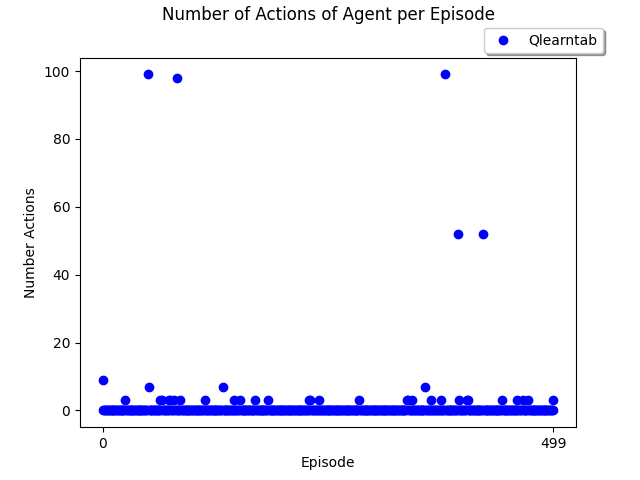 Number of Actions of Agent per Episode
Qlearntab
100
80
60
40
20
0
Number Actions
0
499
Episode